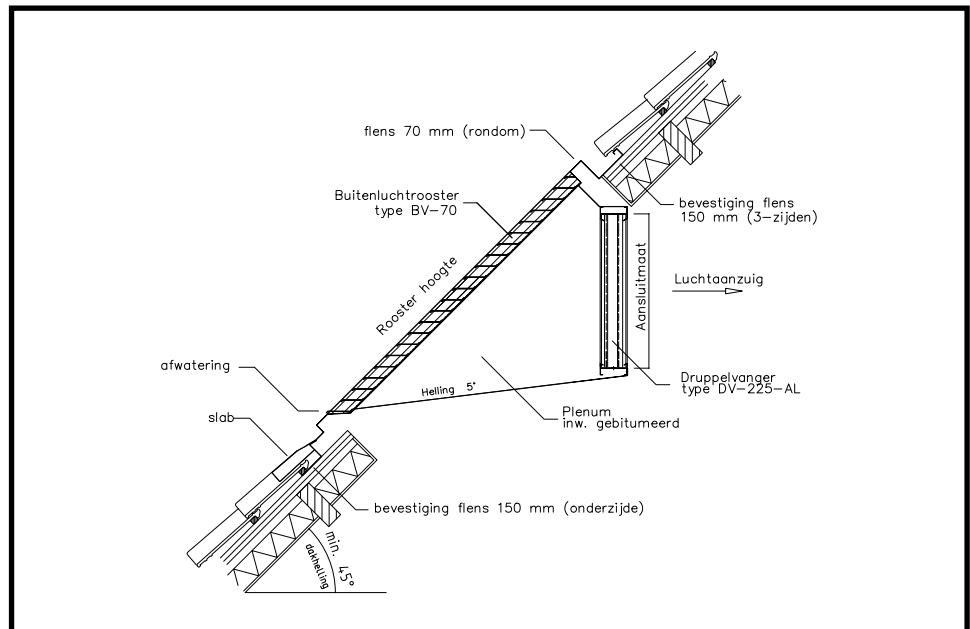 flens 70 mm (rondom)
Buitenluchtrooster
type BV-70
bevestiging flens
150 mm (3-zijden)
Rooster hoogte
Aansluitmaat
Luchtaanzuig
afwatering
Helling 5°
Druppelvanger
type DV-225-AL
slab
Plenum
inw. gebitumeerd
bevestiging flens 150 mm (onderzijde)
min. 45°
dakhelling